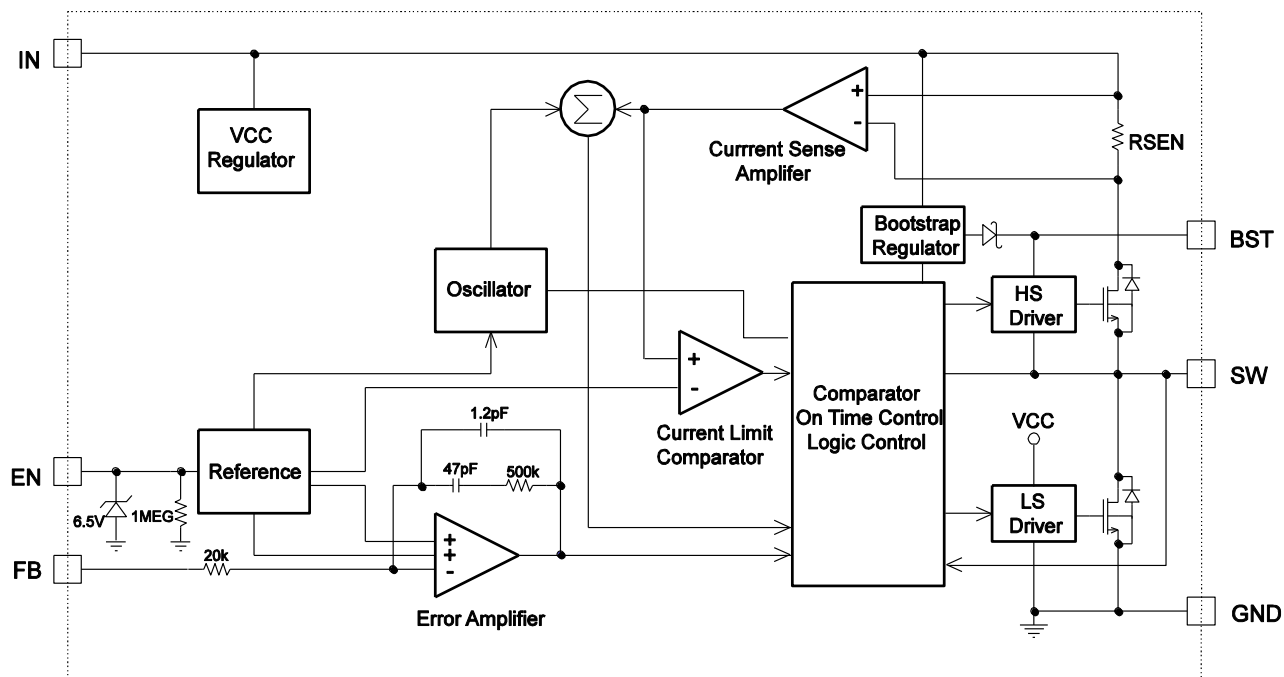 IN
VCC
Regulator
Σ
+
-
Currrent Sense
Amplifer
RSEN
Bootstrap
Regulator
BST
Oscillator
HS
Driver
+
-
Current Limit
Comparator
Comparator
On Time Control
Logic Control
SW
VCC
1.2pF
47pF
500k
EN
Reference
6.5V
1MEG
LS
Driver
FB
20k
+
+
-
Error Amplifier
GND